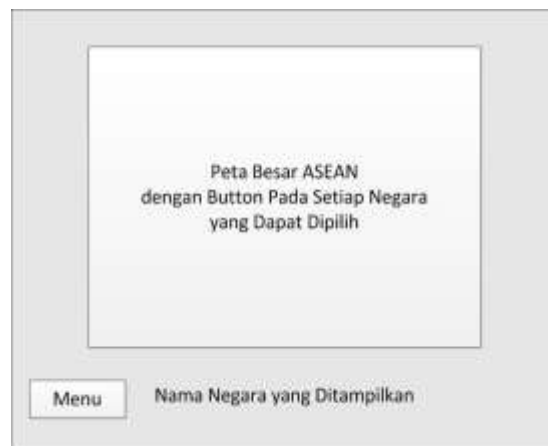 Peta Besar ASEAN
dengan Button Pada Setiap Negara
yang Dapat Dipilih
Menu
Nama Negara yang Ditampilkan